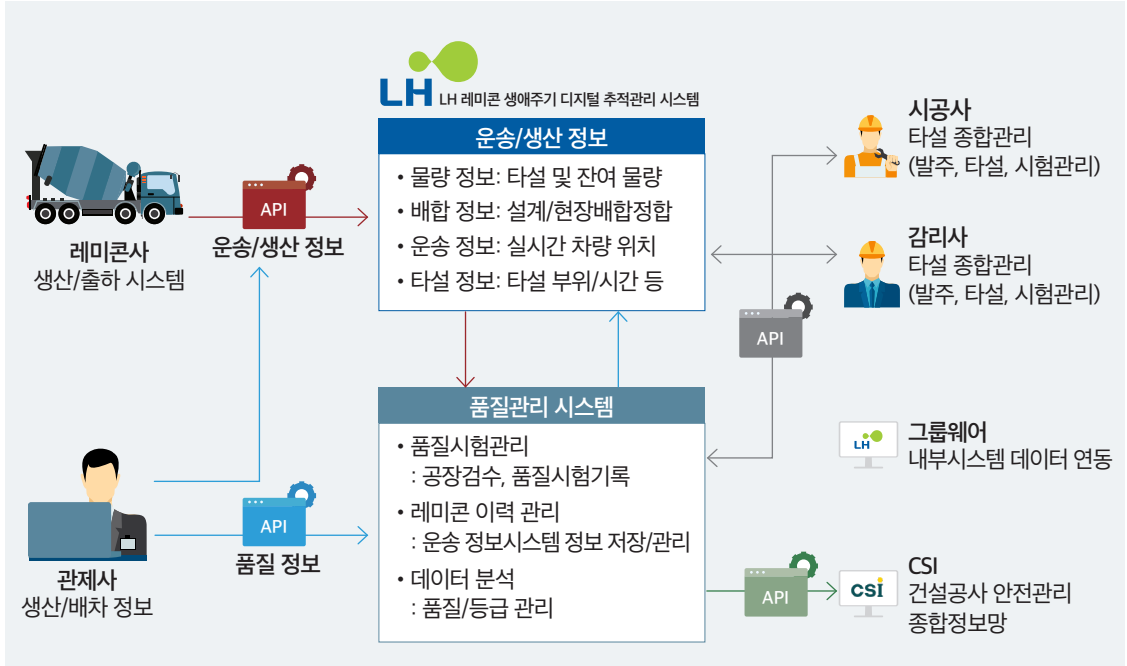 LH LH 레미콘 생애주기 디지털 추적관리 시스템
운송/생산 정보
• 물량 정보: 타설 및 잔여 물량
• 배합 정보: 설계/현장배합정합
• 운송 정보: 실시간 차량 위치
• 타설 정보: 타설 부위/시간 등
레미콘사
생산/출하 시스템
API
운송/생산 정보
시공사
타설 종합관리
(발주, 타설, 시험관리)
감리사
타설 종합관리
(발주, 타설, 시험관리)
API
품질관리 시스템
• 품질시험관리
: 공장검수, 품질시험기록
• 레미콘 이력 관리
: 운송 정보시스템 정보 저장/관리
• 데이터 분석
: 품질/등급 관리
관제사
생산/배차 정보
API
품질 정보
LH
그룹웨어
내부시스템 데이터 연동
API
CSI
CSI
건설공사 안전관리
종합정보망